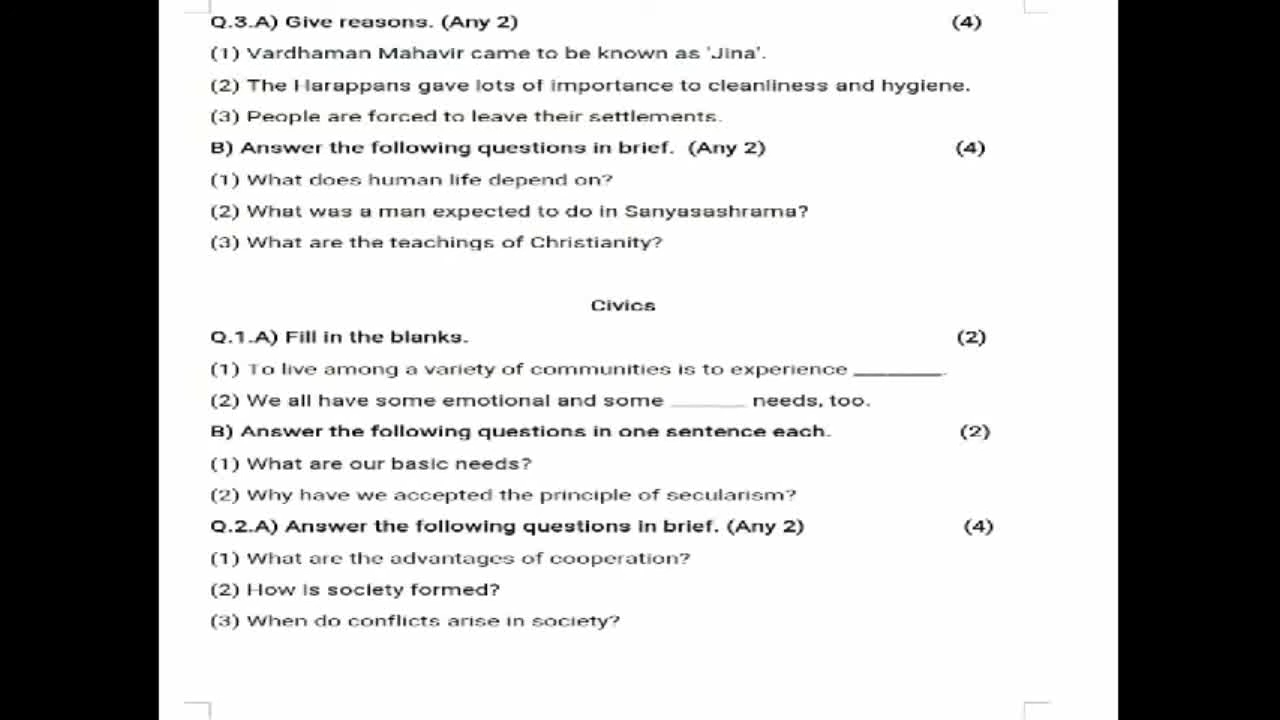 Q.3.A) Give reasons. (Any 2) (4)
(1) Vardhaman Mahavir came to be known as 'Jina'.
(2) The Harappans gave lots of importance to cleanliness and hygiene.
(3) People are forced to leave their settlements.
B) Answer the following questions in brief. (Any 2) (4)
(1) What does human life depend on?
(2) What was a man expected to do in Sanyasashrama?
(3) What are the teachings of Christianity?
Civics
Q.1.A) Fill in the blanks. (2)
(1) To live among a variety of communities is to experience ________.
(2) We all have some emotional and some _______ needs, too.
B) Answer the following questions in one sentence each. (2)
(1) What are our basic needs?
(2) Why have we accepted the principle of secularism?
Q.2.A) Answer the following questions in brief. (Any 2) (4)
(1) What are the advantages of cooperation?
(2) How is society formed?
(3) When do conflicts arise in society?